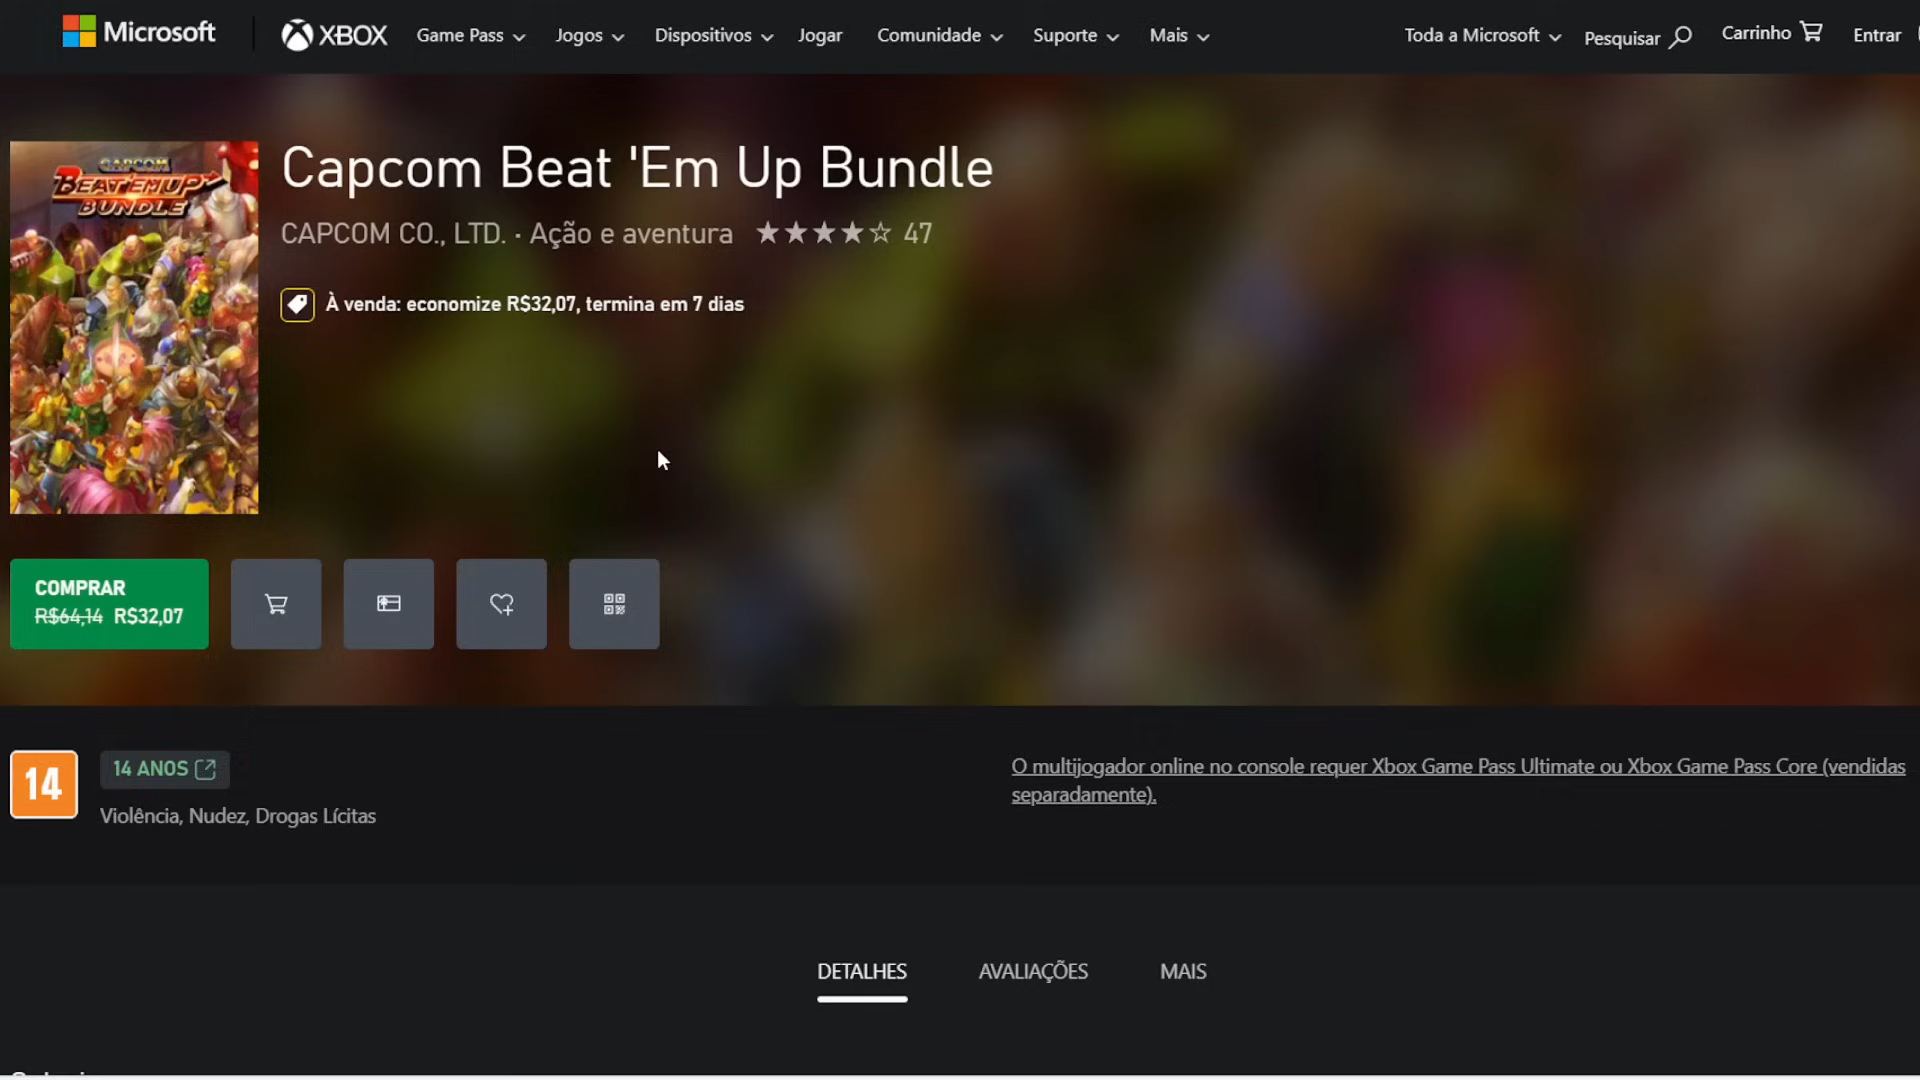 Microsoft
XBOX
Game Pass
Jogos
Dispositivos
Jogar
Comunidade
Suporte
Mais
Toda a Microsoft
Pesquisar
Carrinho
Entrar
CAPCOM
BEAT'EM UP
BUNDLE
Capcom Beat 'Em Up Bundle
CAPCOM CO., LTD. · Ação e aventura ★★★★☆ 47
À venda: economize R$32,07, termina em 7 dias
COMPRAR
R$64,14 R$32,07
14
14 ANOS
Violência, Nudez, Drogas Lícitas
O multijogador online no console requer Xbox Game Pass Ultimate ou Xbox Game Pass Core (vendidas
separadamente).
DETALHES
AVALIAÇÕES
MAIS